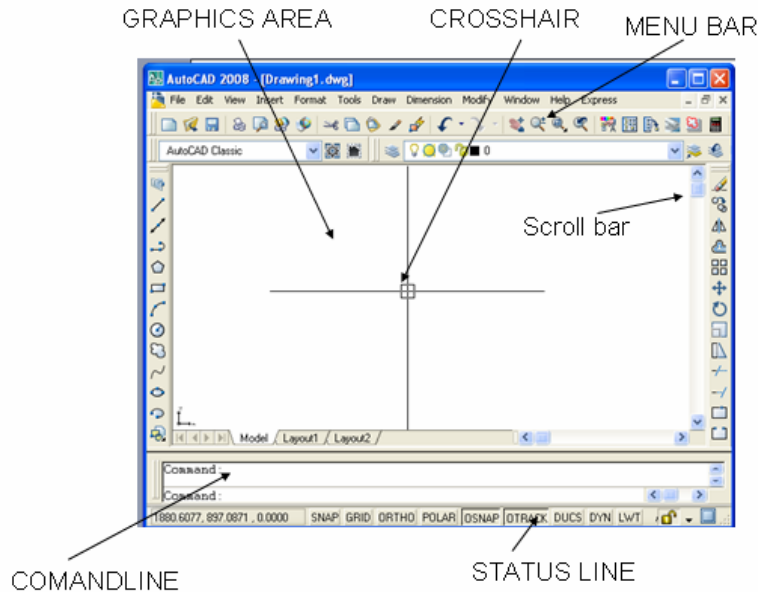 GRAPHICS AREA CROSSHAIR MENU BAR
AutoCAD 2008 - [Drawing1.dwg]
File Edit View Insert Format Tools Draw Dimension Modify Window Help Express
AutoCAD Classic 0
Scroll bar
Model Layout1 Layout2
Command:
Command:
1880.6077, 897.0871 , 0.0000 SNAP GRID ORTHO POLAR OSNAP OTRACK DUCS DYN LWT
COMANDLINE STATUS LINE